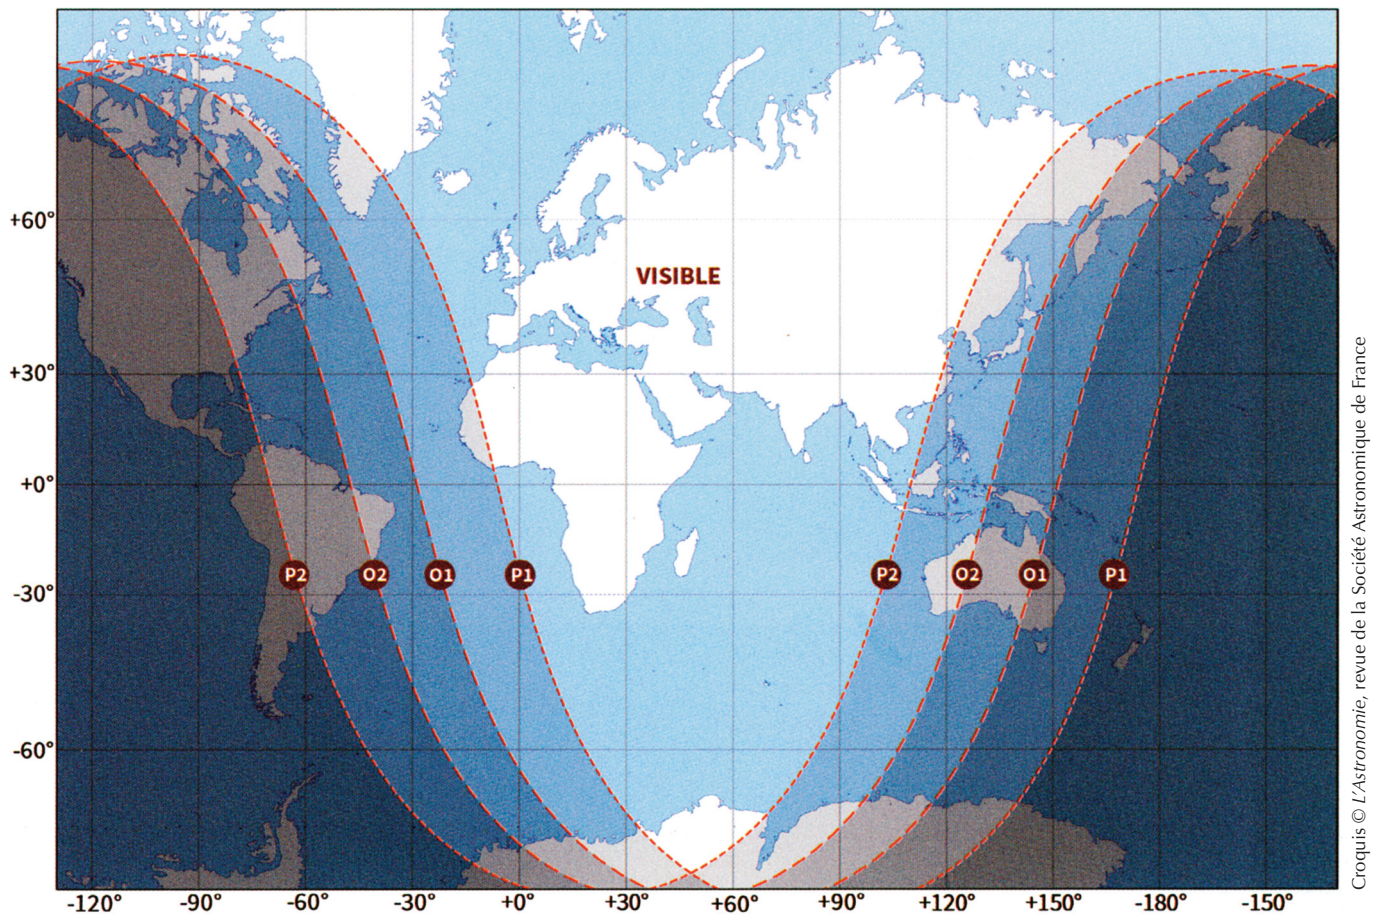 +60°
+30°
+0°
-30°
-60°
VISIBLE
P2 O2 O1 P1 P2 O2 O1 P1
-120° -90° -60° -30° +0° +30° +60° +90° +120° +150° -180° -150°
Croquis © L'Astronomie, revue de la Société Astronomique de France